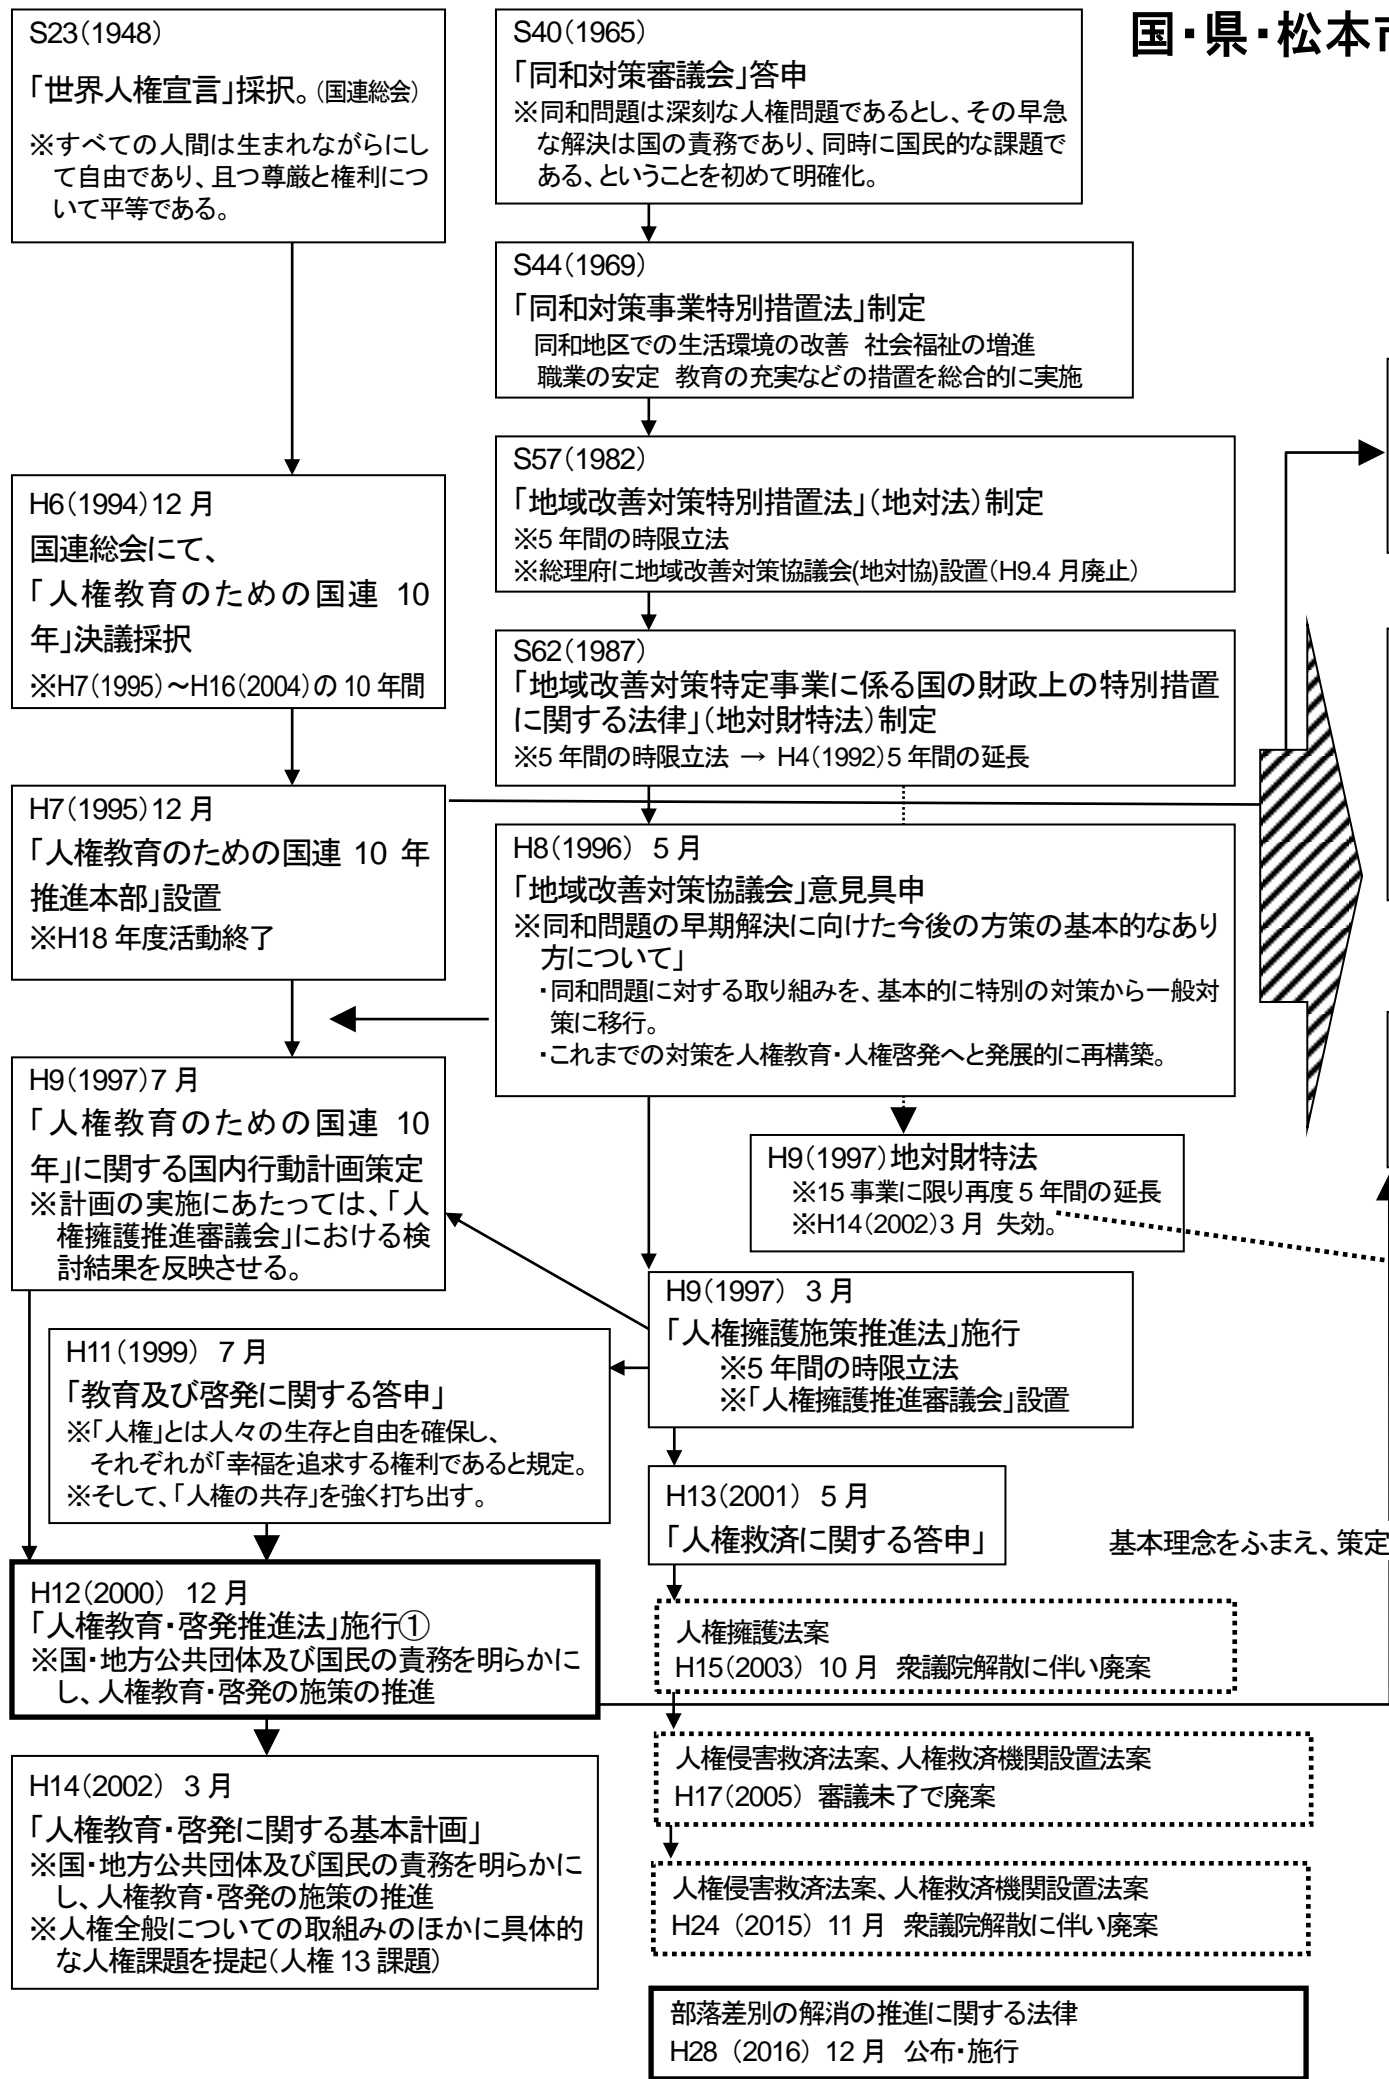 国・県・松本市
S23(1948)
「世界人権宣言」採択。(国連総会)
※すべての人間は生まれながらにし
て自由であり、且つ尊厳と権利につ
いて平等である。
H6(1994)12月
国連総会にて、
「人権教育のための国連 10
年」決議採択
※H7(1995)～H16(2004)の10年間
H7(1995)12月
「人権教育のための国連 10 年
推進本部」設置
※H18年度活動終了
H9(1997)7月
「人権教育のための国連 10
年」に関する国内行動計画策定
※計画の実施にあたっては、「人
権擁護推進審議会」における検
討結果を反映させる。
H11(1999) 7月
「教育及び啓発に関する答申」
※「人権」とは人々の生存と自由を確保し、
それぞれが「幸福を追求する権利であると規定。
※そして、「人権の共存」を強く打ち出す。
H12(2000) 12月
「人権教育・啓発推進法」施行①
※国・地方公共団体及び国民の責務を明らかに
し、人権教育・啓発の施策の推進
H14(2002) 3月
「人権教育・啓発に関する基本計画」
※国・地方公共団体及び国民の責務を明らかに
し、人権教育・啓発の施策の推進
※人権全般についての取組みのほかに具体的
な人権課題を提起(人権13課題)
S40(1965)
「同和対策審議会」答申
※同和問題は深刻な人権問題であるとし、その早急
な解決は国の責務であり、同時に国民的な課題で
ある、ということを初めて明確化。
S44(1969)
「同和対策事業特別措置法」制定
同和地区での生活環境の改善 社会福祉の増進
職業の安定 教育の充実などの措置を総合的に実施
S57(1982)
「地域改善対策特別措置法」(地対法)制定
※5年間の時限立法
※総理府に地域改善対策協議会(地対協)設置(H9.4月廃止)
S62(1987)
「地域改善対策特定事業に係る国の財政上の特別措置
に関する法律」(地対財特法)制定
※5年間の時限立法 → H4(1992)5年間の延長
H8(1996) 5月
「地域改善対策協議会」意見具申
※同和問題の早期解決に向けた今後の方策の基本的なあり
方について」
・同和問題に対する取り組みを、基本的に特別の対策から一般対
策に移行。
・これまでの対策を人権教育・人権啓発へと発展的に再構築。
H9(1997)地対財特法
※15事業に限り再度5年間の延長
※H14(2002)3月 失効。
H9(1997) 3月
「人権擁護施策推進法」施行
※5年間の時限立法
※「人権擁護推進審議会」設置
H13(2001) 5月
「人権救済に関する答申」
基本理念をふまえ、策定
人権擁護法案
H15(2003) 10月 衆議院解散に伴い廃案
人権侵害救済法案、人権救済機関設置法案
H17(2005) 審議未了で廃案
人権侵害救済法案、人権救済機関設置法案
H24 (2015) 11月 衆議院解散に伴い廃案
部落差別の解消の推進に関する法律
H28 (2016) 12月 公布・施行